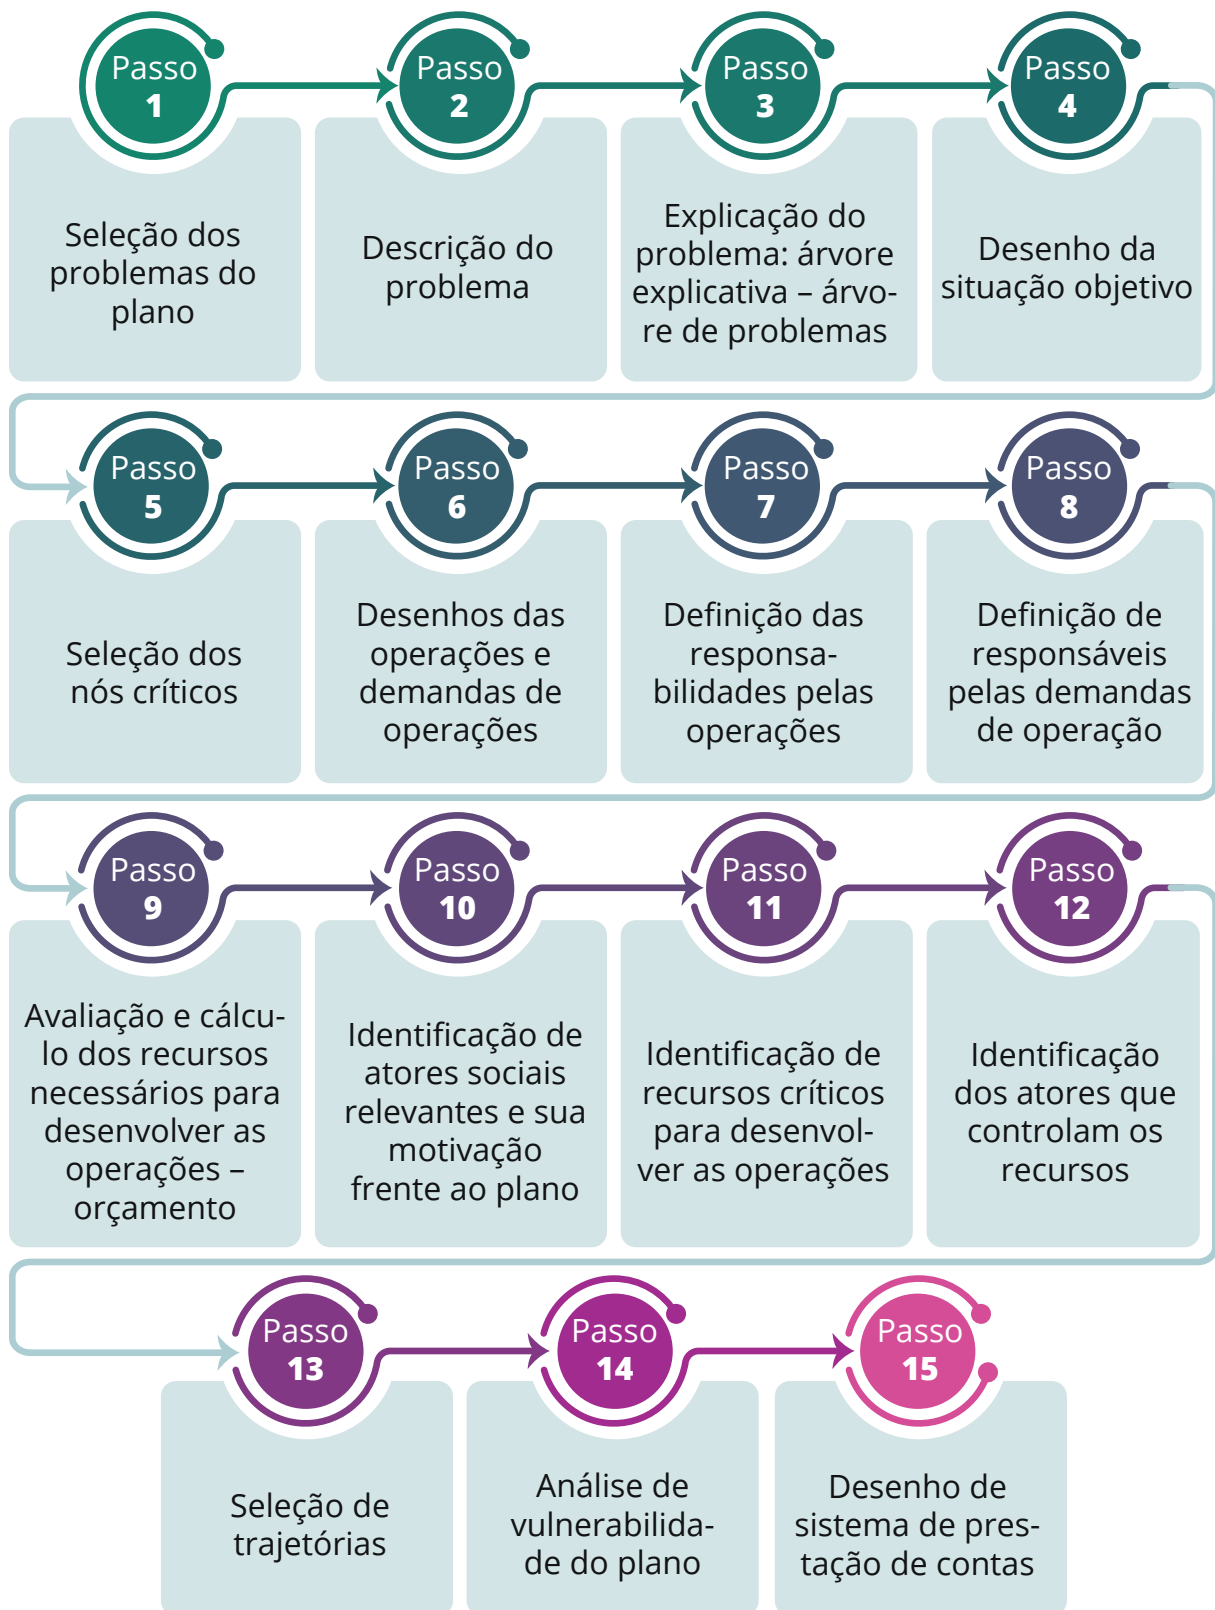 Passo
1
Seleção dos
problemas do
plano
Passo
2
Descrição do
problema
Passo
3
Explicação do
problema: árvore
explicativa – árvo-
re de problemas
Passo
4
Desenho da
situação objetivo
Passo
5
Seleção dos
nós críticos
Passo
6
Desenhos das
operações e
demandas de
operações
Passo
7
Definição das
responsa-
bilidades pelas
operações
Passo
8
Definição de
responsáveis
pelas demandas
de operação
Passo
9
Avaliação e cálcu-
lo dos recursos
necessários para
desenvolver as
operações –
orçamento
Passo
10
Identificação de
atores sociais
relevantes e sua
motivação
frente ao plano
Passo
11
Identificação de
recursos críticos
para desenvol-
ver as operações
Passo
12
Identificação
dos atores que
controlam os
recursos
Passo
13
Seleção de
trajetórias
Passo
14
Análise de
vulnerabilida-
de do plano
Passo
15
Desenho de
sistema de pres-
tação de contas